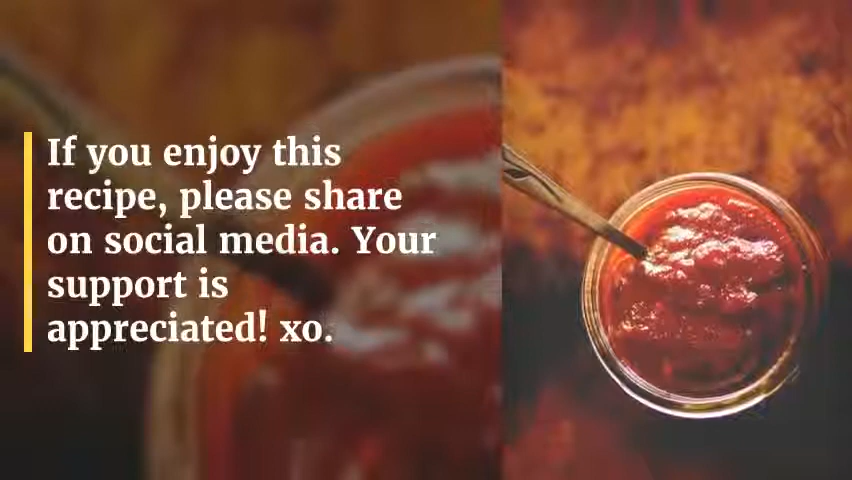 If you enjoy this
recipe, please share
on social media. Your
support is
appreciated! xo.